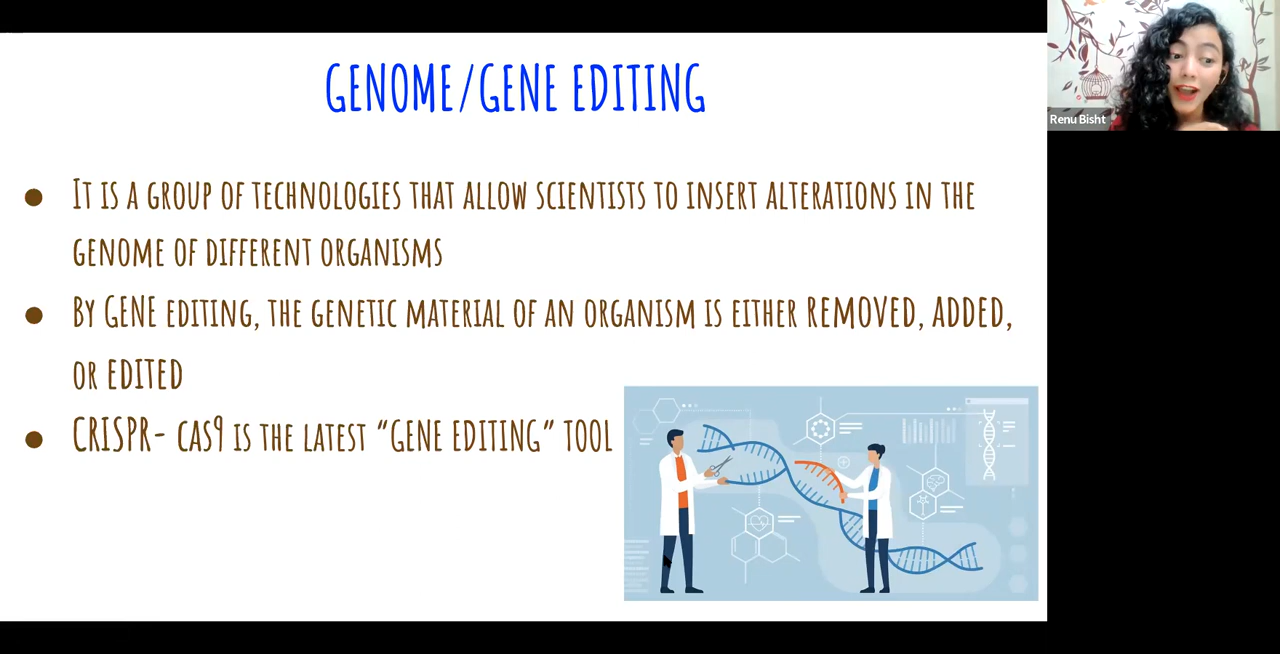 GENOME/GENE EDITING
Renu Bisht
● IT IS A GROUP OF TECHNOLOGIES THAT ALLOW SCIENTISTS TO INSERT ALTERATIONS IN THE
GENOME OF DIFFERENT ORGANISMS
● BY GENE EDITING, THE GENETIC MATERIAL OF AN ORGANISM IS EITHER REMOVED, ADDED,
OR EDITED
● CRISPR- CAS9 IS THE LATEST "GENE EDITING" TOOL